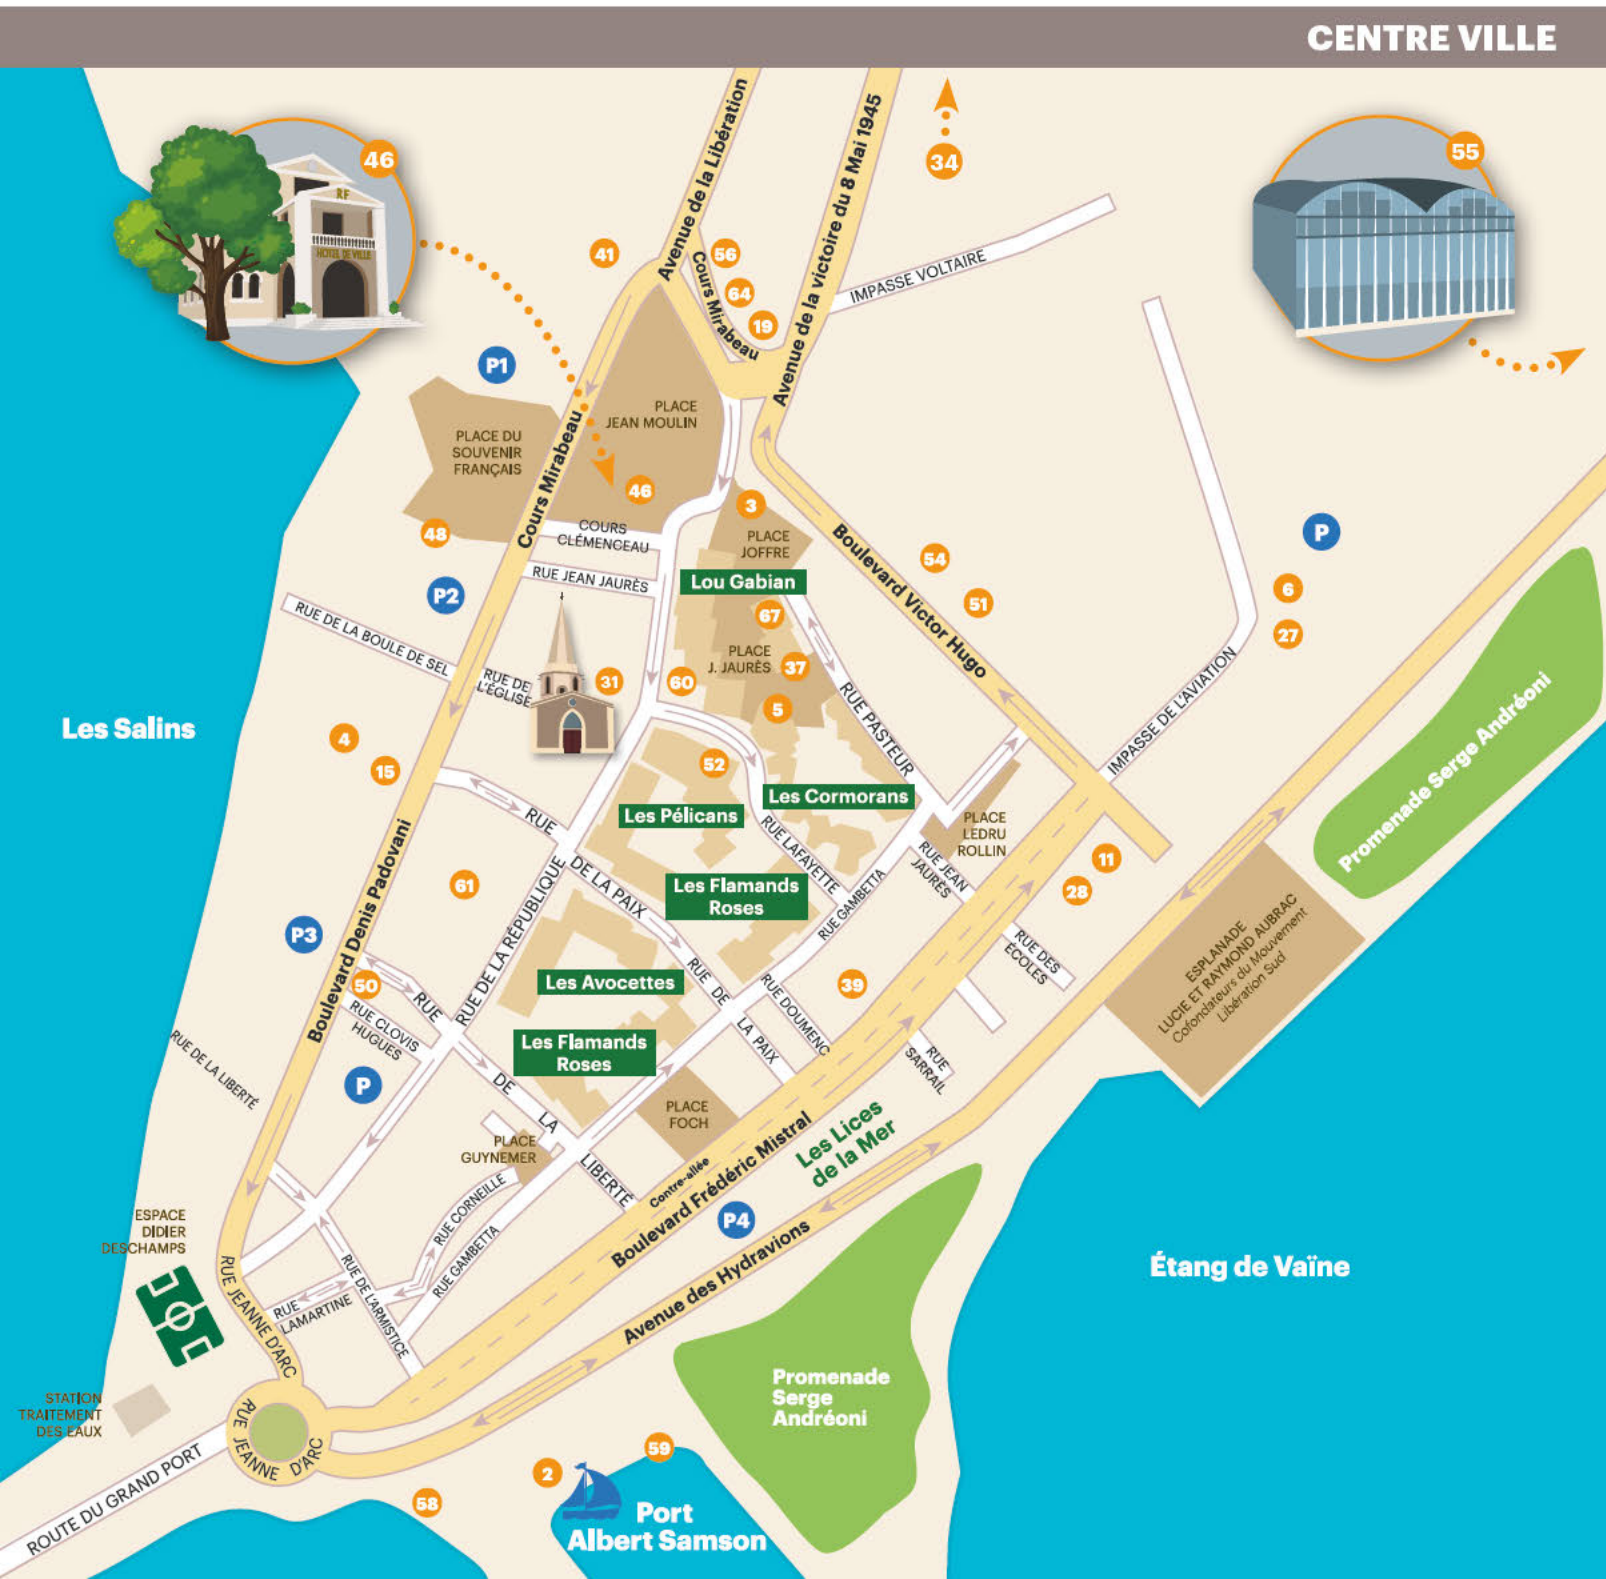 CENTRE VILLE
Avenue de la Libération
Avenue de la victoire du 8 Mai 1945
34
46
RF
HÔTEL DE VILLE
55
41
56
Cours Mirabeau
64
19
IMPASSE VOLTAIRE
P1
PLACE
JEAN MOULIN
PLACE DU
SOUVENIR
FRANÇAIS
Cours Mirabeau
46
48
3
COURS
CLÉMENCEAU
PLACE
JOFFRE
P
Boulevard Victor Hugo
54
RUE JEAN JAURÈS
Lou Gabian
P2
6
51
67
27
RUE DE LA BOULE DE SEL
RUE DE
L'ÉGLISE
31
60
PLACE
J. JAURÈS
37
5
RUE PASTEUR
IMPASSE DE L'AVIATION
Promenade Serge Andréoni
Les Salins
4
15
52
Les Cormorans
Les Pélicans
RUE
DE LA PAIX
RUE LAFAYETTE
PLACE
LEDRU
ROLLIN
RUE JEAN
JAURÈS
11
28
61
Boulevard Denis Padovani
Les Flamands
Roses
RUE GAMBETTA
RUE DE LA RÉPUBLIQUE
P3
ESPLANADE
LUCIE ET RAYMOND AUBRAC
Cofondateurs du Mouvement
Libération Sud
RUE DES
ÉCOLES
50
Les Avocettes
RUE DE
LA PAIX
RUE DOUMENC
39
RUE
DE
LA
LIBERTÉ
RUE CLOVIS
HUGUES
RUE DE LA LIBERTÉ
Les Flamands
Roses
RUE
SARRAIL
P
PLACE
FOCH
PLACE
GUYNEMER
Les Lices
de la Mer
Contre-allée
Boulevard Frédéric Mistral
P4
RUE CORNEILLE
RUE GAMBETTA
ESPACE
DIDIER
DESCHAMPS
Avenue des Hydravions
Étang de Vaïne
RUE JEANNE D'ARC
RUE DE L'ARMISTICE
RUE
LAMARTINE
Promenade
Serge
Andréoni
STATION
TRAITEMENT
DES EAUX
RUE JEANNE D'ARC
ROUTE DU GRAND PORT
59
2
58
Port
Albert Samson